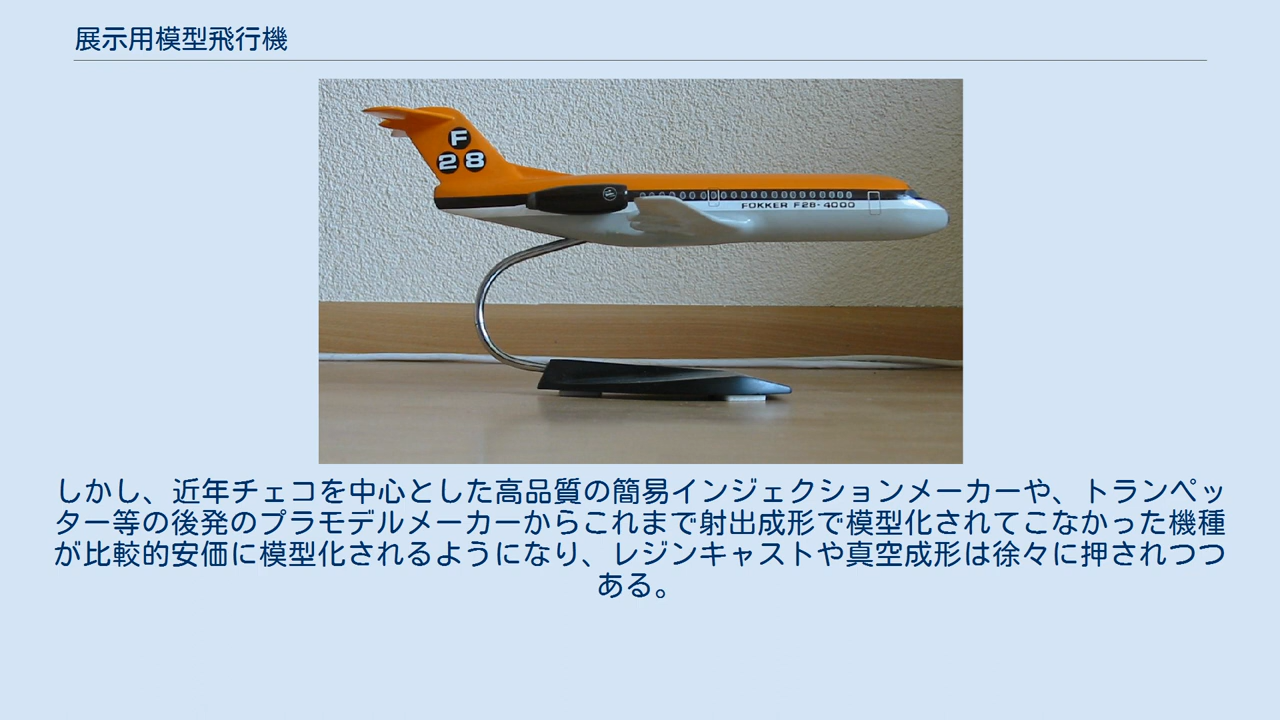 展示用模型飛行機
F
28
FOKKER F28-4000
しかし、近年チェコを中心とした高品質の簡易インジェクションメーカーや、トランペッ
ター等の後発のプラモデルメーカーからこれまで射出成形で模型化されてこなかった機種
が比較的安価に模型化されるようになり、レジンキャストや真空成形は徐々に押されつつ
ある。